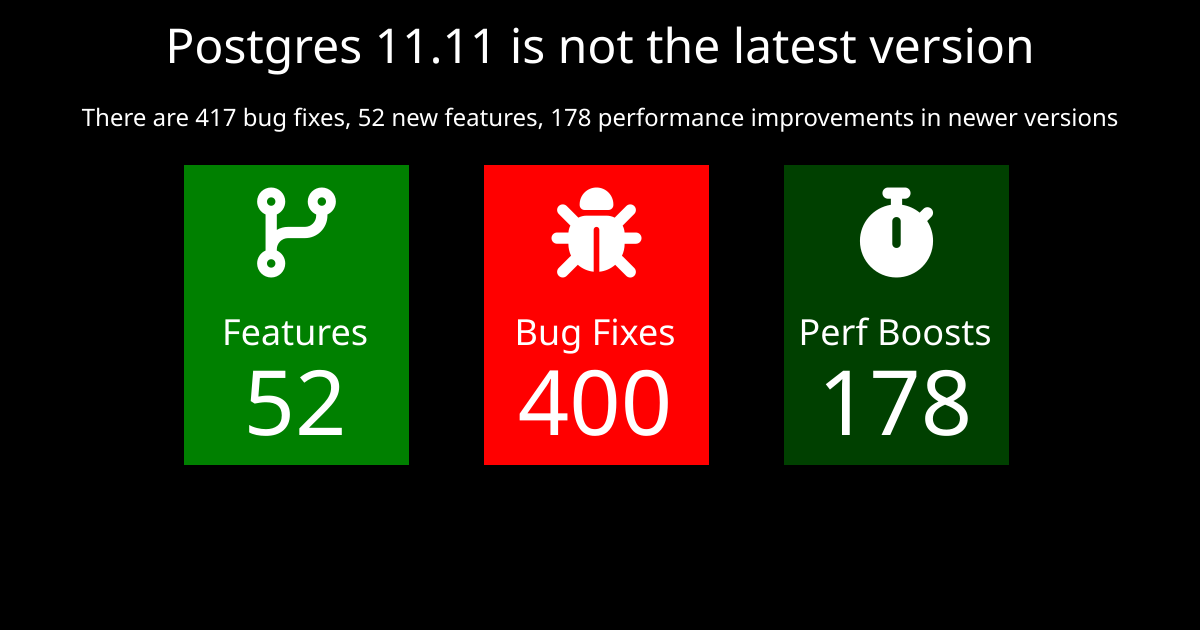 Postgres 11.11 is not the latest version
There are 417 bug fixes, 52 new features, 178 performance improvements in newer versions
Features
52
Bug Fixes
400
Perf Boosts
178